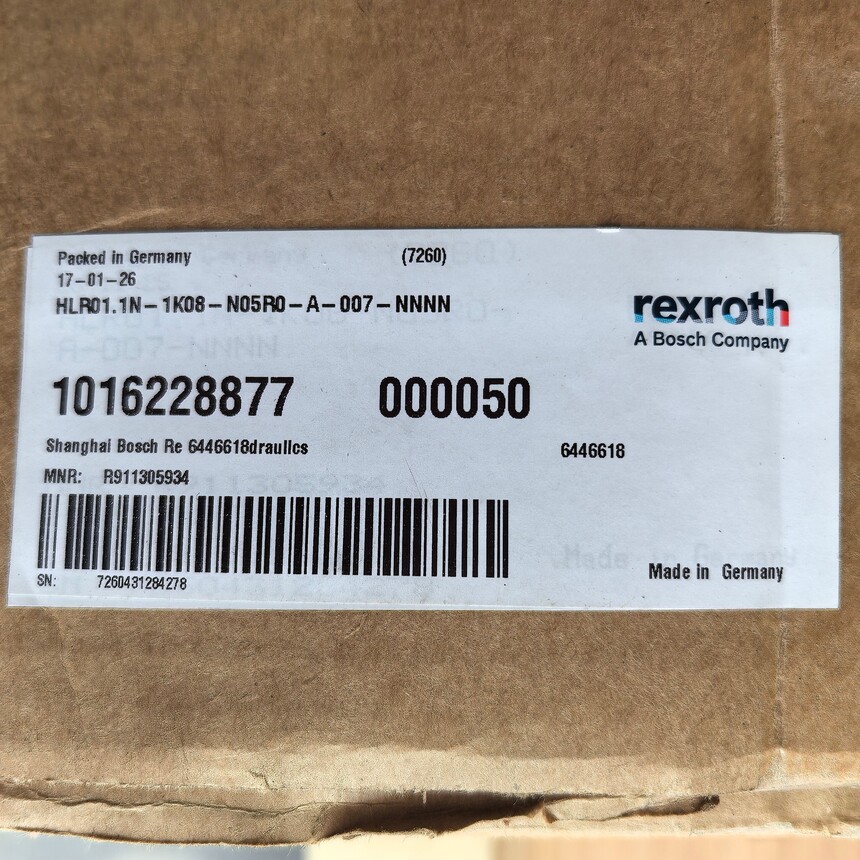 Packed in Germany (7260)
17-01-26
HLR01.1N-1K08-N05R0-A-007-NNNN
rexroth
A Bosch Company
1016228877 000050
Shanghai Bosch Re 6446618draulics 6446618
MNR: R911305934
Made in Germany
SN: 7260431284278